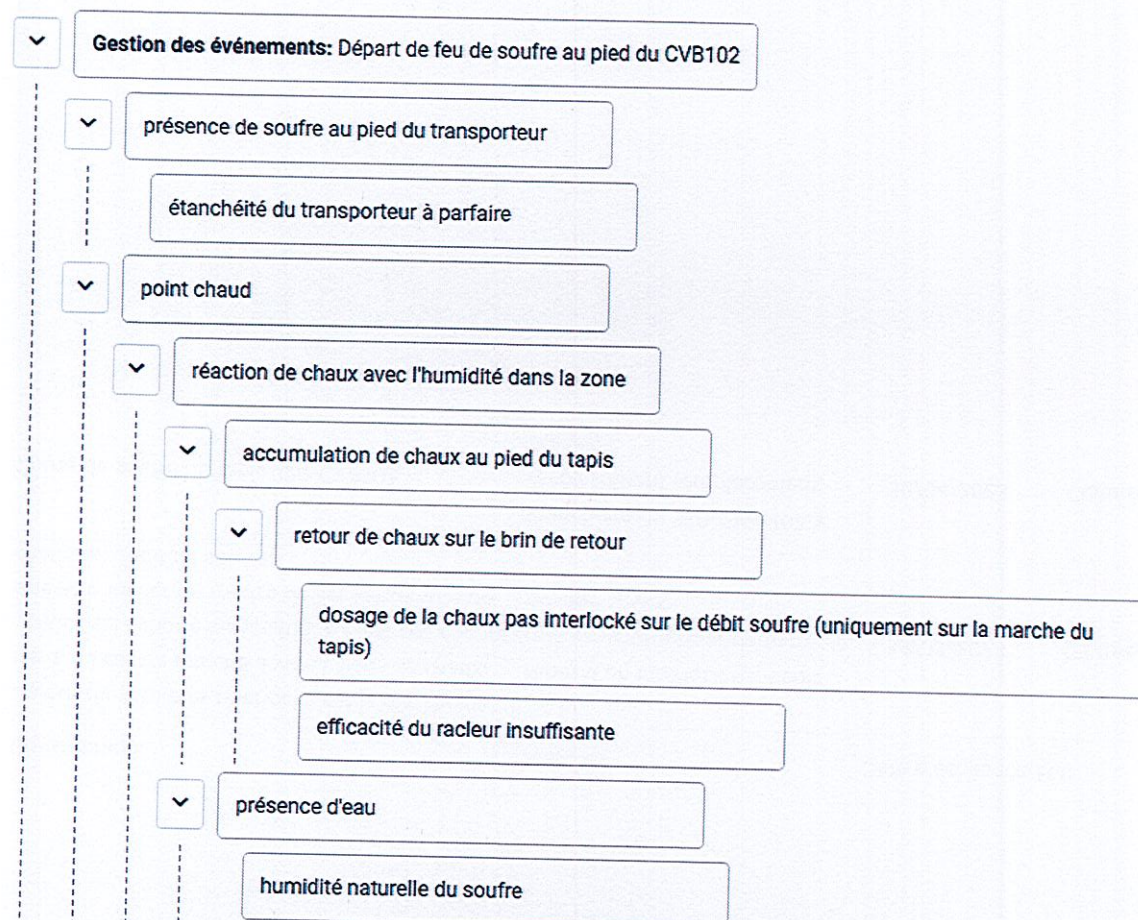 Gestion des événements: Départ de feu de soufre au pied du CVB102
présence de soufre au pied du transporteur
étanchéité du transporteur à parfaire
point chaud
réaction de chaux avec l'humidité dans la zone
accumulation de chaux au pied du tapis
retour de chaux sur le brin de retour
dosage de la chaux pas interlocké sur le débit soufre (uniquement sur la marche du
tapis)
efficacité du racleur insuffisante
présence d'eau
humidité naturelle du soufre